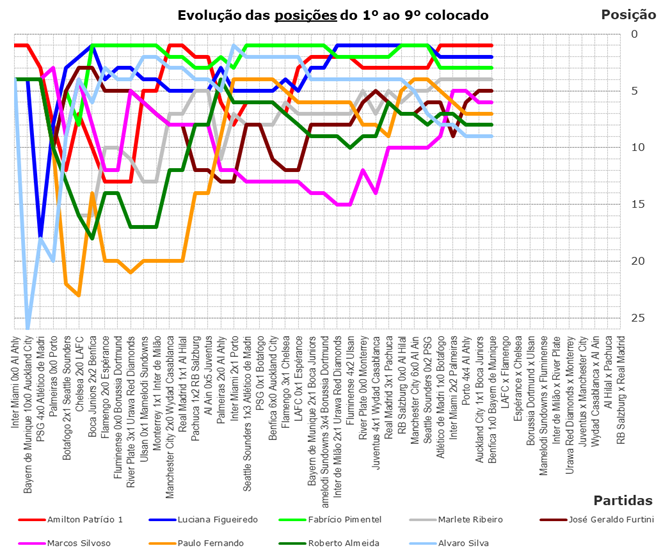 Evolução das posições do 1º ao 9º colocado
Posição
0
5
10
15
20
25
Inter Miami 0x0 Al Ahly
Bayern de Munique 10x0 Auckland City
PSG 4x0 Atlético de Madri
Palmeiras 0x0 Porto
Botafogo 2x1 Seattle Sounders
Chelsea 2x0 LAFC
Boca Juniors 2x2 Benfica
Flamengo 2x0 Espérance
Fluminense 0x0 Borussia Dortmund
River Plate 3x1 Urawa Red Diamonds
Ulsan 0x1 Mamelodi Sundowns
Monterrey 1x1 Inter de Milão
Manchester City 2x0 Wydad Casablanca
Real Madrid 1x1 Al Hilal
Pachuca 1x2 RB Salzburg
Al Ain 0x5 Juventus
Palmeiras 2x0 Al Ahly
Inter Miami 2x1 Porto
Seattle Sounders 1x3 Atlético de Madri
PSG 0x1 Botafogo
Benfica 6x0 Auckland City
Flamengo 3x1 Chelsea
LAFC 0x1 Espérance
Bayern de Munique 2x1 Boca Juniors
amelodi Sundowns 3x4 Borussia Dortmund
Inter de Milão 2x1 Urawa Red Diamonds
Fluminense 4x2 Ulsan
River Plate 0x0 Monterrey
Juventus 4x1 Wydad Casablanca
Real Madrid 3x1 Pachuca
RB Salzburg 0x0 Al Hilal
Manchester City 6x0 Al Ain
Seattle Sounders 0x2 PSG
Atlético de Madri 1x0 Botafogo
Inter Miami 2x2 Palmeiras
Porto 4x4 Al Ahly
Auckland City 1x1 Boca Juniors
Benfica 1x0 Bayern de Munique
LAFC x Flamengo
Espérance x Chelsea
Borussia Dortmund x Ulsan
Mamelodi Sundowns x Fluminense
Inter de Milão x River Plate
Urawa Red Diamonds x Monterrey
Juventus x Manchester City
Wydad Casablanca x Al Ain
Al Hilal x Pachuca
RB Salzburg x Real Madrid
Partidas
Amilton Patrício 1
Luciana Figueiredo
Fabrício Pimentel
Marlete Ribeiro
José Geraldo Furtini
Marcos Silvoso
Paulo Fernando
Roberto Almeida
Alvaro Silva